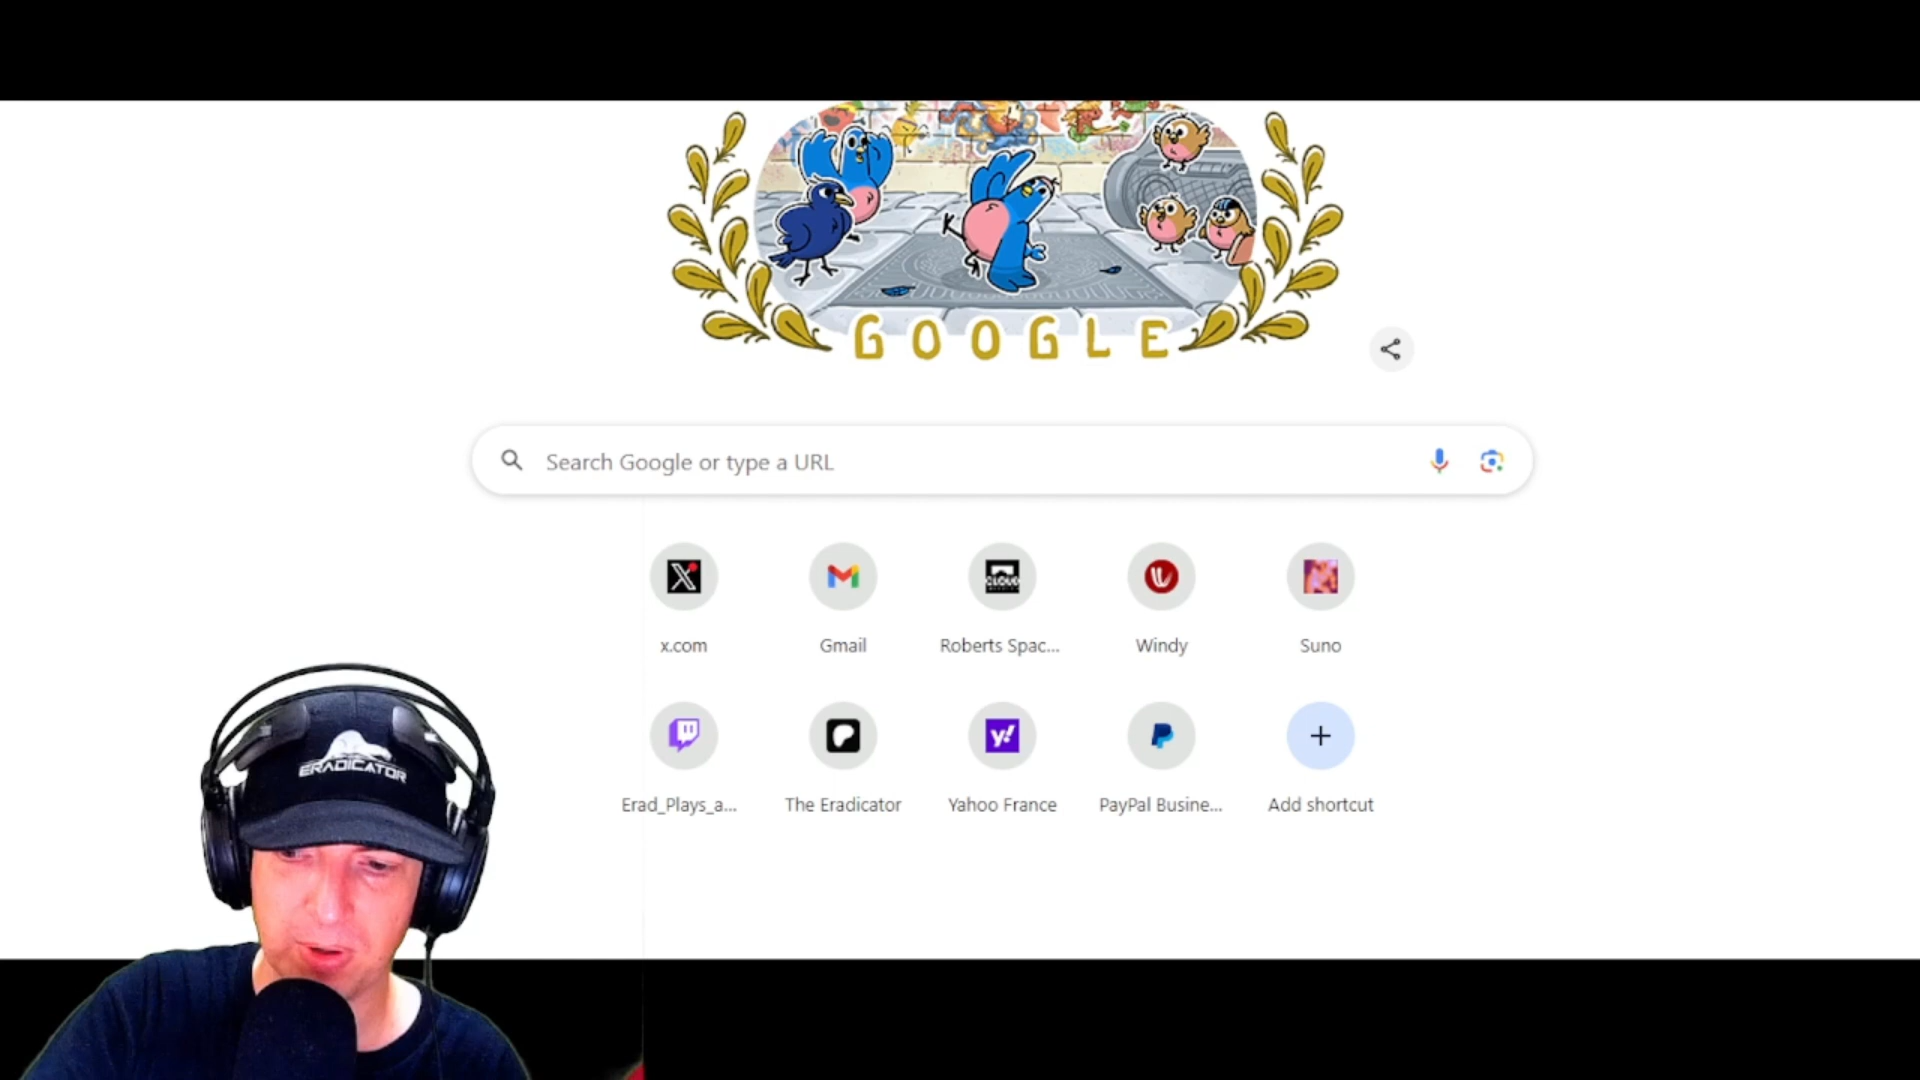 GOOGLE
Search Google or type a URL
x.com
Gmail
Roberts Spac...
Windy
Suno
Erad_Plays_a...
The Eradicator
Yahoo France
PayPal Busine...
Add shortcut
CLOUD
y!
ERADICATOR